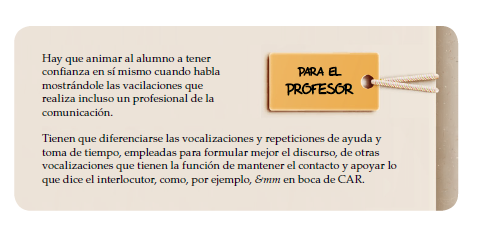 Hay que animar al alumno a tener
confianza en sí mismo cuando habla
mostrándole las vacilaciones que
realiza incluso un profesional de la
comunicación.
PARA EL
PROFESOR
Tienen que diferenciarse las vocalizaciones y repeticiones de ayuda y
toma de tiempo, empleadas para formular mejor el discurso, de otras
vocalizaciones que tienen la función de mantener el contacto y apoyar lo
que dice el interlocutor, como, por ejemplo, &mm en boca de CAR.